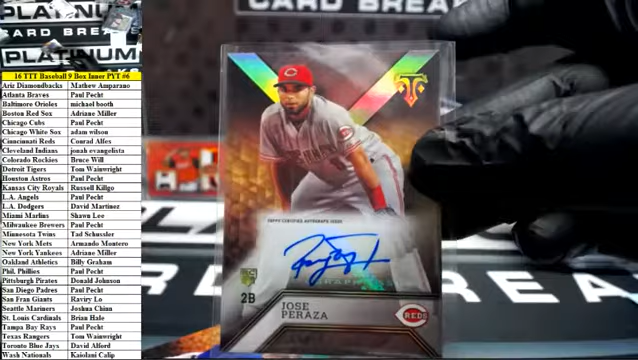 CARD BREAK
PLATINUM
CARD BREA
PLATINUM
16 TTT Baseball 9 Box Inner PYT #6
Ariz Diamondbacks Mathew Amparano
Atlanta Braves Paul Pecht
Baltimore Orioles michael booth
Boston Red Sox Adriane Miller
Chicago Cubs Paul Pecht
Chicago White Sox adam wilson
Cinncinati Reds Conrad Alfes
Cleveland Indians jonah evangelista
Colorado Rockies Bruce Will
Detroit Tigers Tom Wainwright
Houston Astros Paul Pecht
Kansas City Royals Russell Killgo
L.A. Angels Paul Pecht
L.A. Dodgers David Martinez
Miami Marlins Shawn Lee
Milwaukee Brewers Paul Pecht
Minnesota Twins Tad Schussler
New York Mets Armando Montero
New York Yankees Adriane Miller
Oakland Athletics Billy Graham
Phil. Phillies Paul Pecht
Pittsburgh Pirates Donald Johnson
San Diego Padres Paul Pecht
San Fran Giants Raviry Lo
Seattle Mariners Joshua Chinn
St. Louis Cardinals Brian Hale
Tampa Bay Rays Paul Pecht
Texas Rangers Tom Wainwright
Toronto Blue Jays David Alford
Wash Nationals Kaiolani Calip
TOPPS CERTIFIED AUTOGRAPH ISSUE
2B
JOSE
PERAZA
REDS